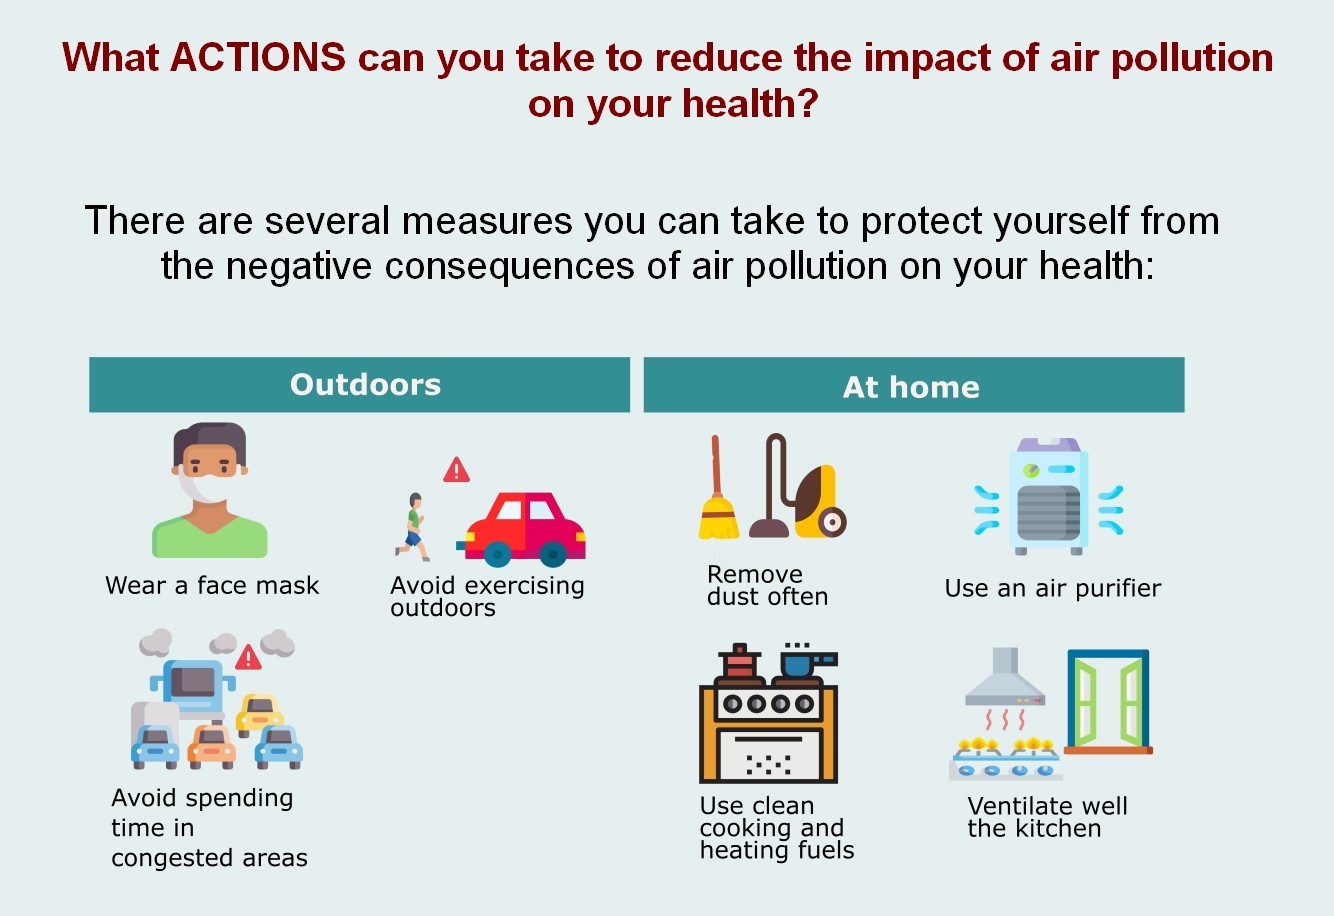 What ACTIONS can you take to reduce the impact of air pollution
on your health?
There are several measures you can take to protect yourself from
the negative consequences of air pollution on your health:
Outdoors
Wear a face mask
Avoid exercising
outdoors
Avoid spending
time in
congested areas
At home
Remove
dust often
Use an air purifier
Use clean
cooking and
heating fuels
Ventilate well
the kitchen